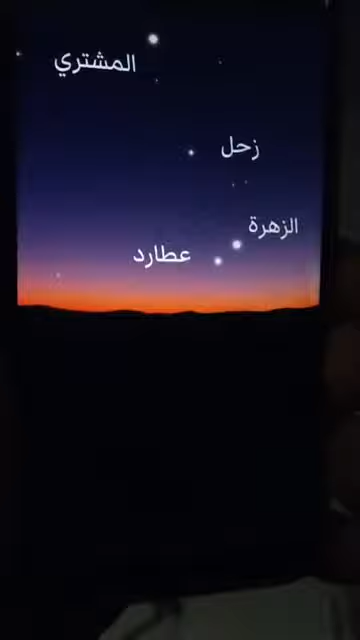 المشتري
زحل
الزهرة
عطارد